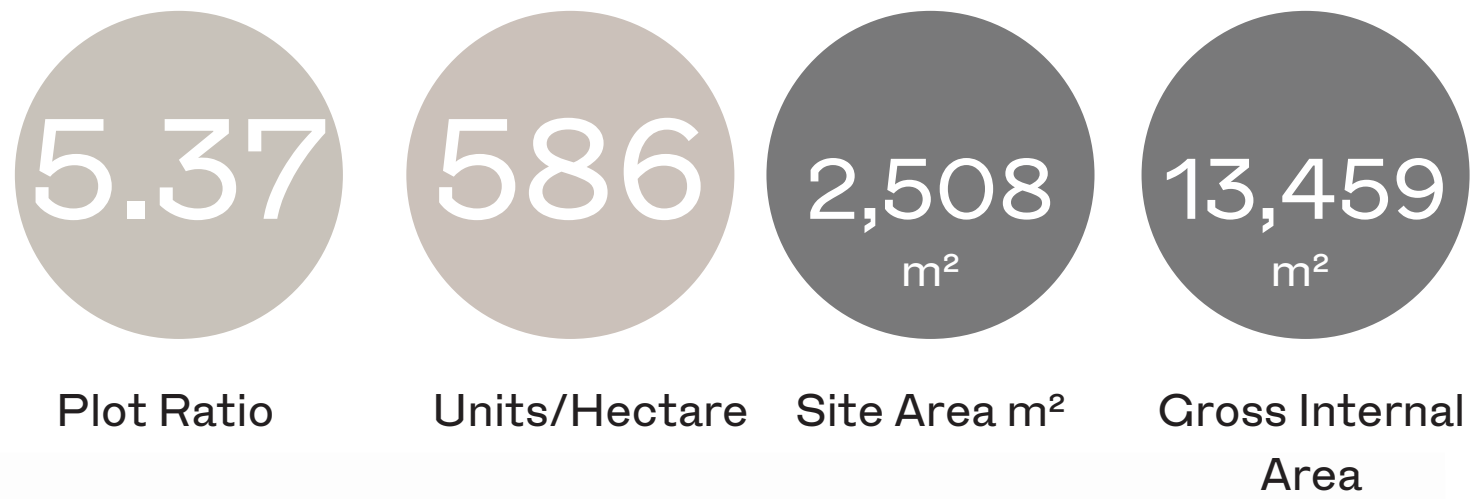 5.37
586
2,508
m²
13,459
m²
Plot Ratio
Units/Hectare
Site Area m²
Gross Internal
Area